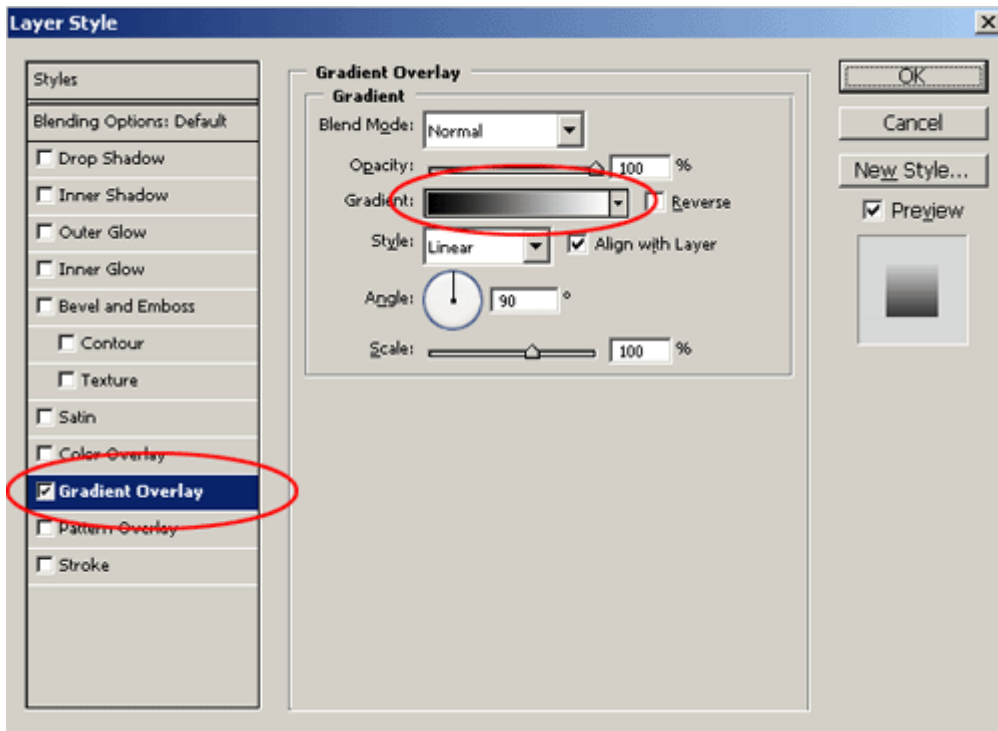 Layer Style
Styles
Blending Options: Default
Drop Shadow
Inner Shadow
Outer Glow
Inner Glow
Bevel and Emboss
Contour
Texture
Satin
Color Overlay
Gradient Overlay
Pattern Overlay
Stroke
Gradient Overlay
Gradient
Blend Mode: Normal
Opacity: 100 %
Gradient: Reverse
Style: Linear Align with Layer
Angle: 90 °
Scale: 100 %
OK
Cancel
New Style...
Preview